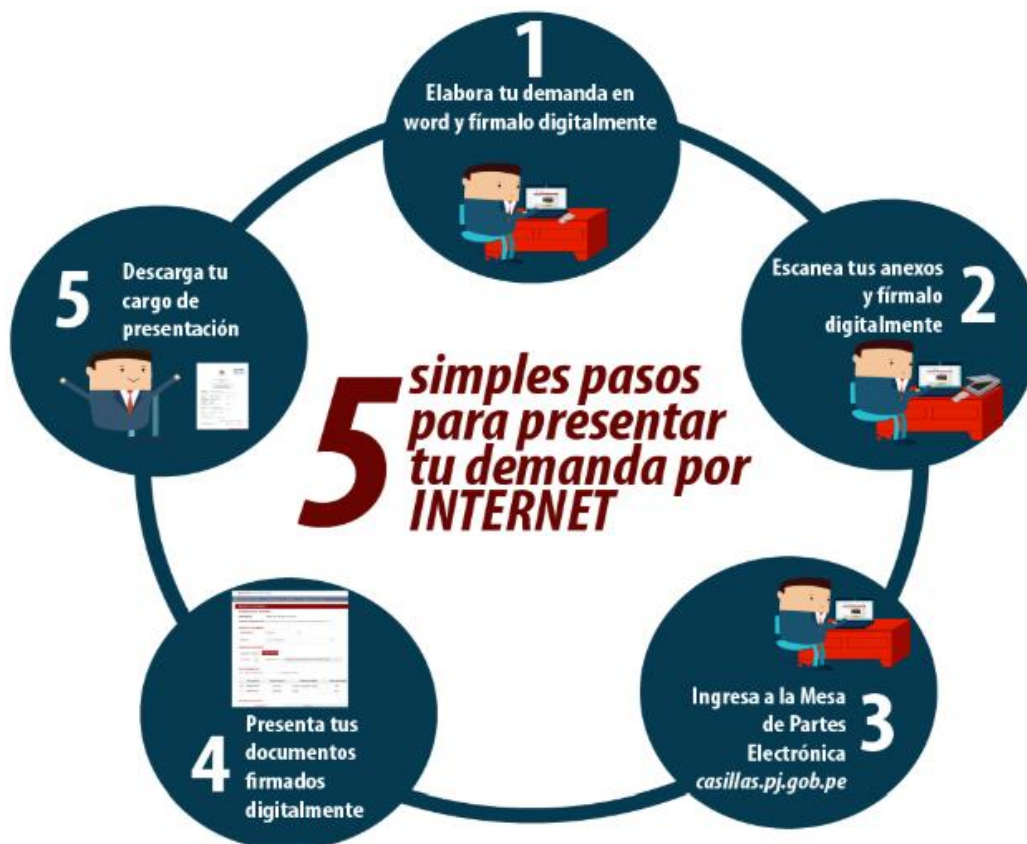 1
Elabora tu demanda en
word y fírmalo digitalmente
2
Escanea tus anexos
y fírmalo
digitalmente
3
Ingresa a la Mesa
de Partes
Electrónica
casillas.pj.gob.pe
4
Presenta tus
documentos
firmados
digitalmente
5
Descarga tu
cargo de
presentación
5 simples pasos
para presentar
tu demanda por
INTERNET